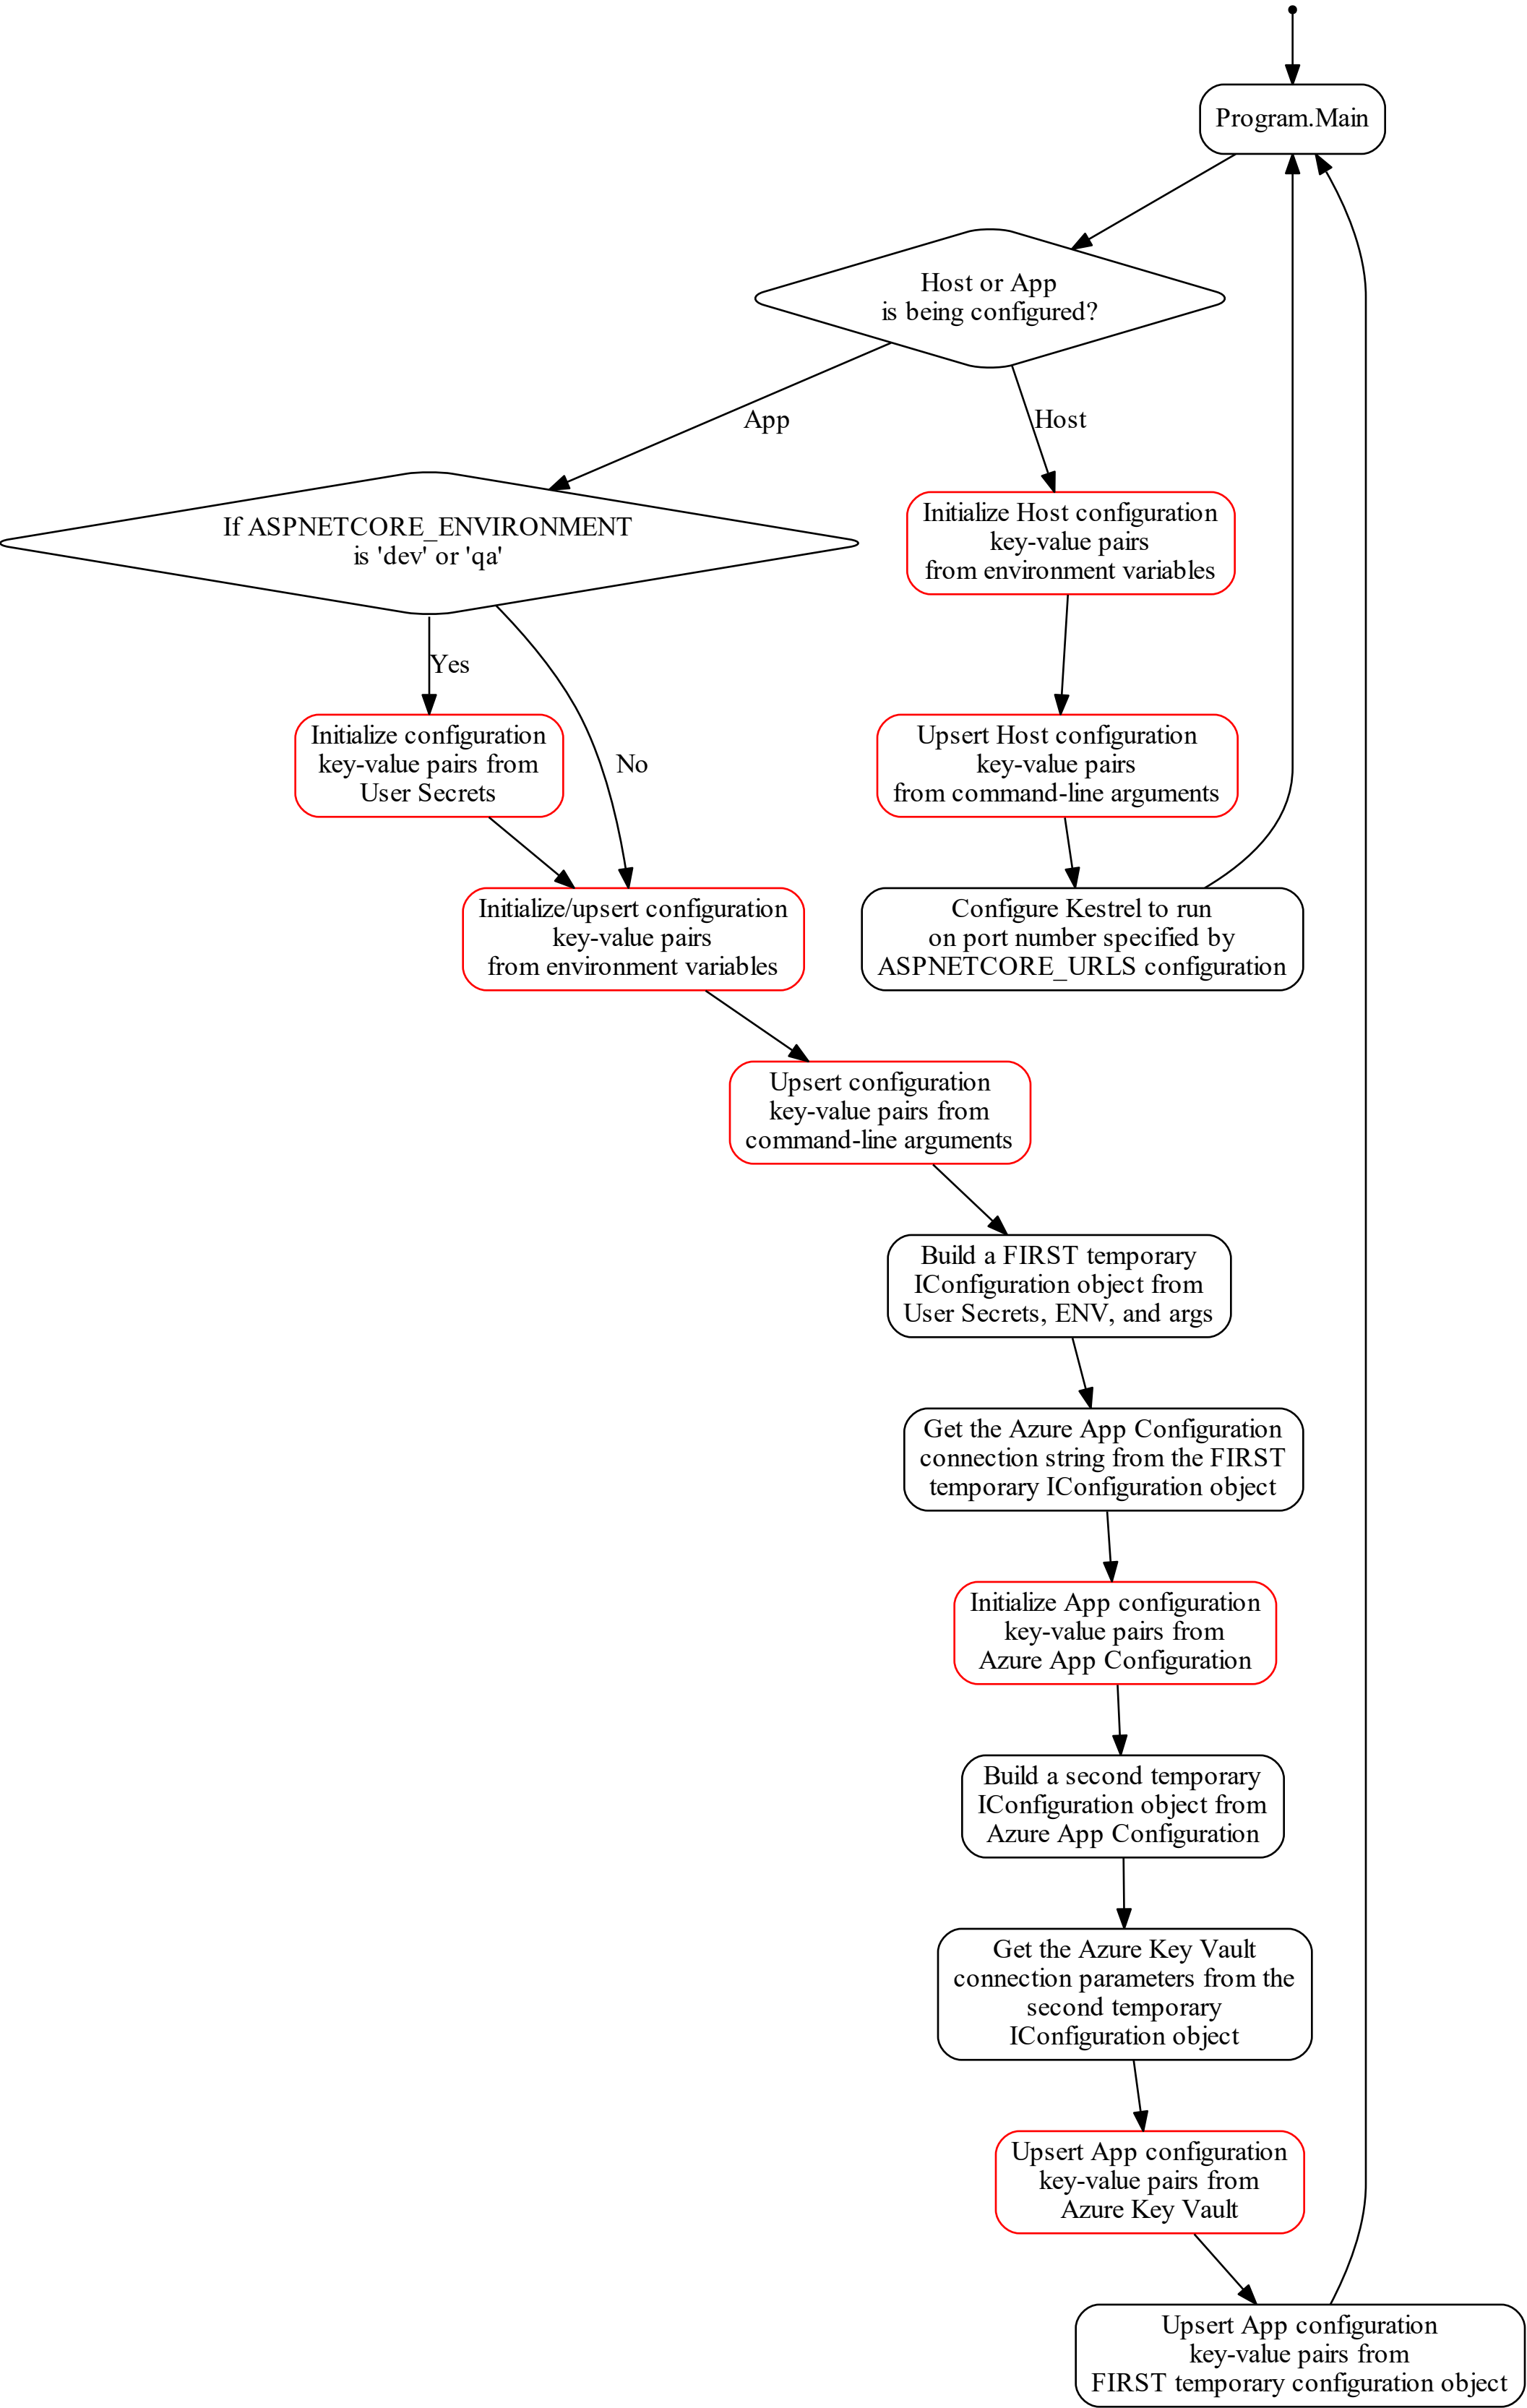 Program.Main
Host or App
is being configured?
App
Host
If ASPNETCORE_ENVIRONMENT
is 'dev' or 'qa'
Initialize Host configuration
key-value pairs
from environment variables
Yes
No
Initialize configuration
key-value pairs from
User Secrets
Upsert Host configuration
key-value pairs
from command-line arguments
Initialize/upsert configuration
key-value pairs
from environment variables
Configure Kestrel to run
on port number specified by
ASPNETCORE_URLS configuration
Upsert configuration
key-value pairs from
command-line arguments
Build a FIRST temporary
IConfiguration object from
User Secrets, ENV, and args
Get the Azure App Configuration
connection string from the FIRST
temporary IConfiguration object
Initialize App configuration
key-value pairs from
Azure App Configuration
Build a second temporary
IConfiguration object from
Azure App Configuration
Get the Azure Key Vault
connection parameters from the
second temporary
IConfiguration object
Upsert App configuration
key-value pairs from
Azure Key Vault
Upsert App configuration
key-value pairs from
FIRST temporary configuration object